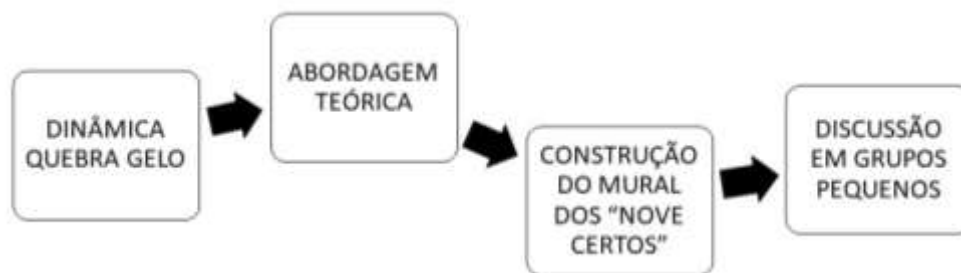 DINÂMICA
QUEBRA GELO
ABORDAGEM
TEÓRICA
CONSTRUÇÃO
DO MURAL
DOS “NOVE
CERTOS”
DISCUSSÃO
EM GRUPOS
PEQUENOS